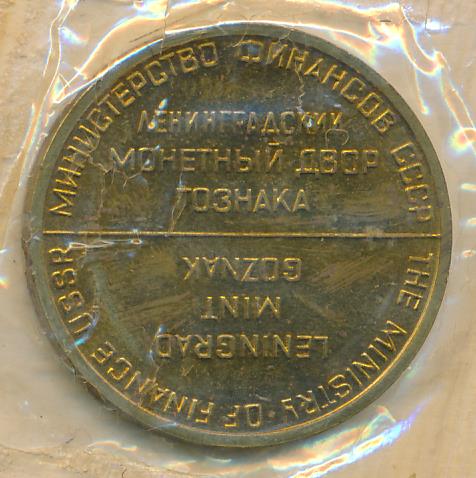 МИНИСТЕРСТВО ФИНАНСОВ СССР
ЛЕНИНГРАДСКИЙ
МОНЕТНЫЙ ДВОР
ГОЗНАКА
THE MINISTRY OF FINANCE USSR
LENINGRAD
MINT
GOZNAK